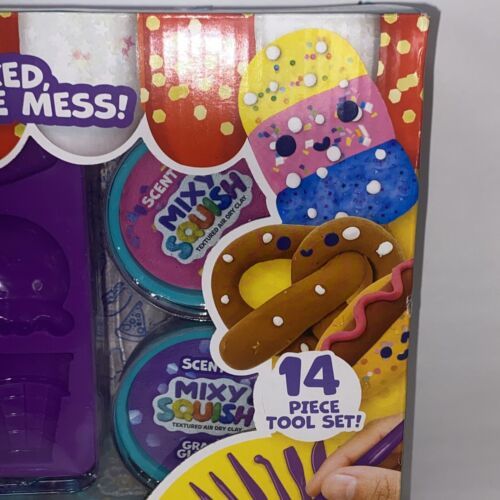 MESS!
SCENT
MIXY
SQUISH
TEXTURED AIR DRY CLAY
SCENT
MIXY
SQUISH
TEXTURED AIR DRY CLAY
14
PIECE
TOOL SET!